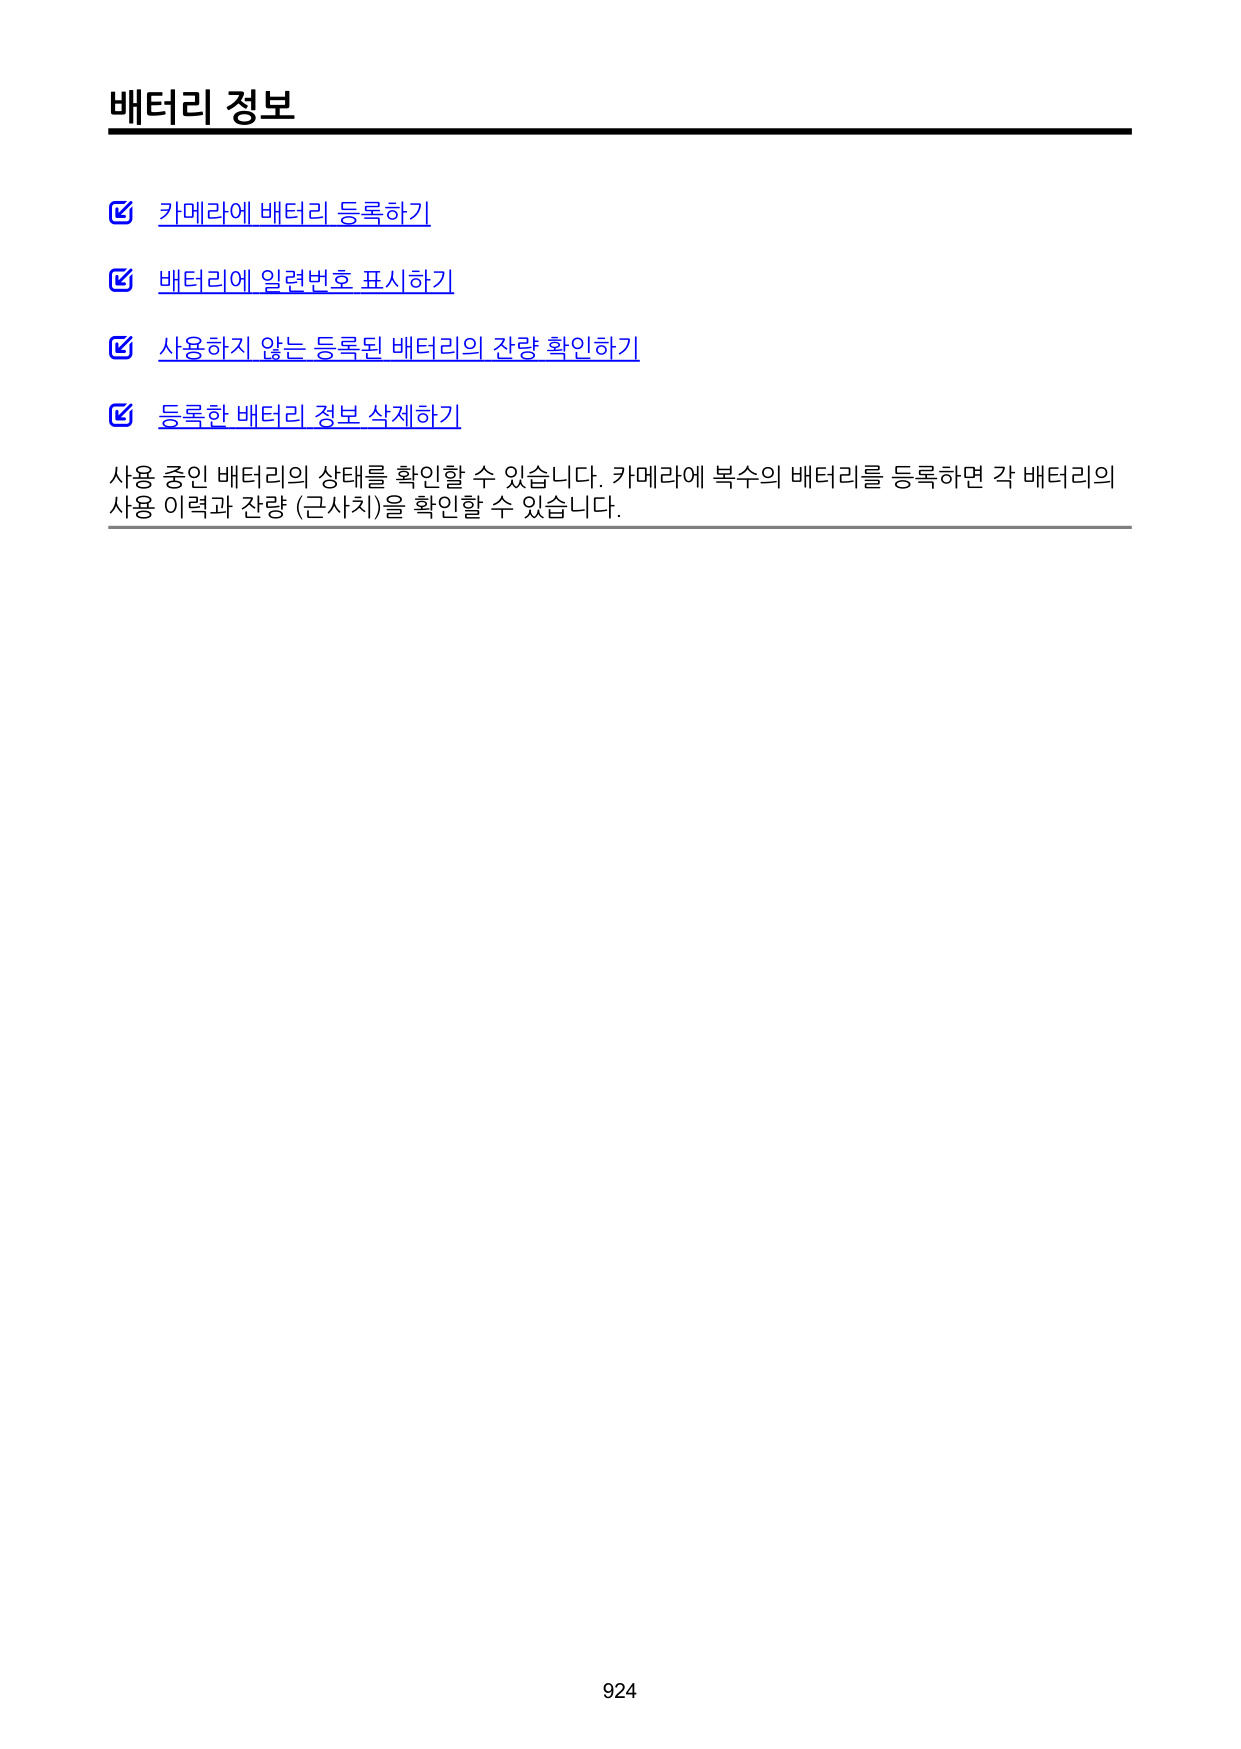 배터리 정보
카메라에 배터리 등록하기
배터리에 일련번호 표시하기
사용하지 않는 등록된 배터리의 잔량 확인하기
등록한 배터리 정보 삭제하기
사용 중인 배터리의 상태를 확인할 수 있습니다. 카메라에 복수의 배터리를 등록하면 각 배터리의
사용 이력과 잔량 (근사치)을 확인할 수 있습니다.
924